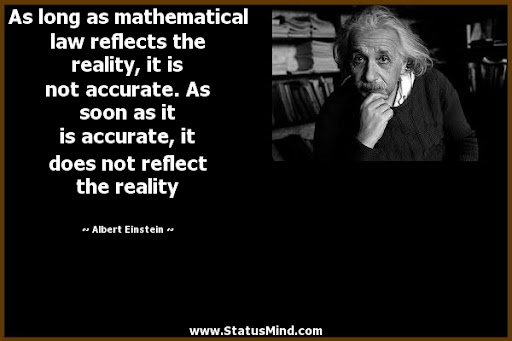 As long as mathematical
law reflects the
reality, it is
not accurate. As
soon as it
is accurate, it
does not reflect
the reality
~ Albert Einstein ~
www.StatusMind.com